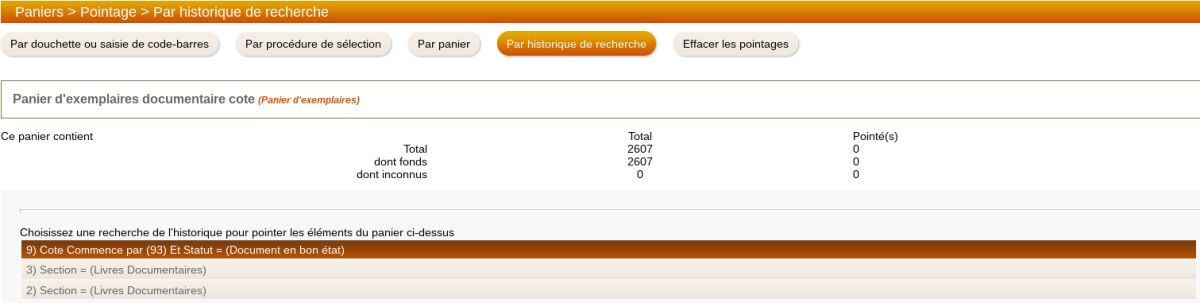 Paniers > Pointage > Par historique de recherche
Par douchette ou saisie de code-barres Par procédure de sélection Par panier Par historique de recherche Effacer les pointages
Panier d'exemplaires documentaire cote (Panier d'exemplaires)
Ce panier contient Total Pointé(s)
Total 2607 0
dont fonds 2607 0
dont inconnus 0 0
Choisissez une recherche de l'historique pour pointer les éléments du panier ci-dessus
9) Cote Commence par (93) Et Statut = (Document en bon état)
3) Section = (Livres Documentaires)
2) Section = (Livres Documentaires)